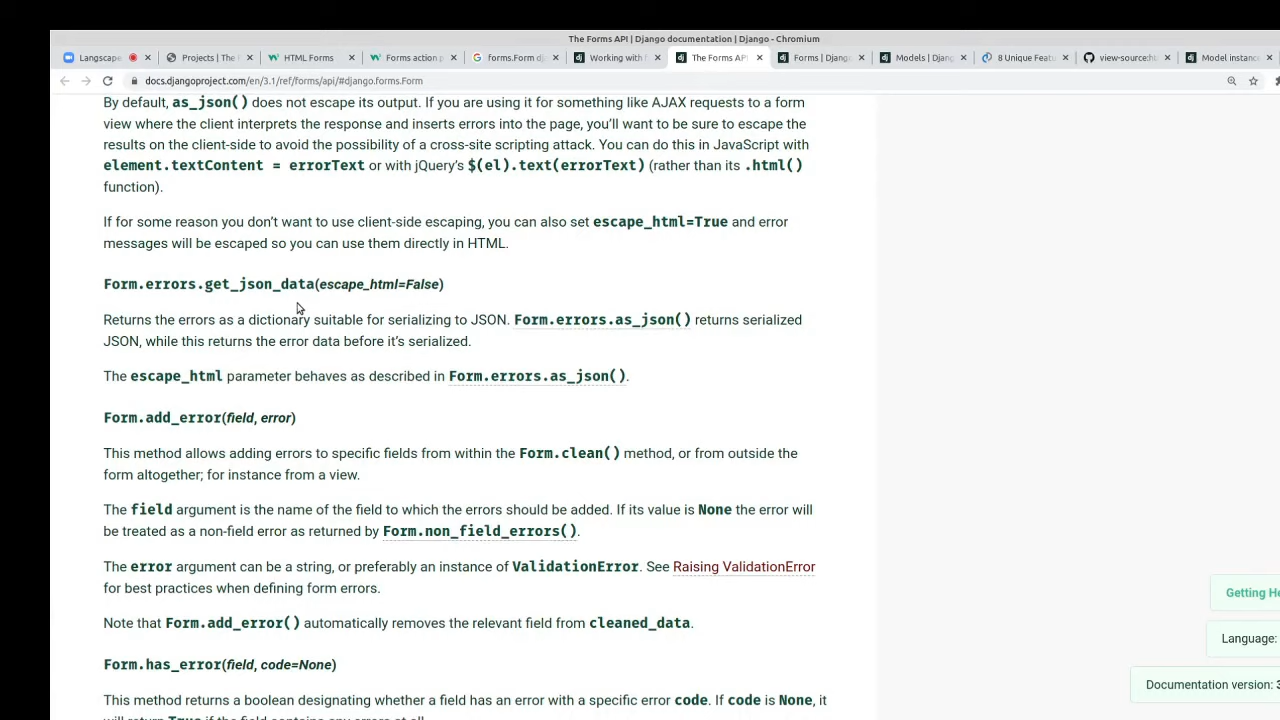 The Forms API | Django documentation | Django - Chromium
Langscape
Projects | The F
HTML Forms
Forms action p
forms.Form dj
Working with f
The Forms API
Forms | Django
Models | Djang
8 Unique Featu
view-source:ht
Model instance
docs.djangoproject.com/en/3.1/ref/forms/api/#django.forms.Form
By default, as_json() does not escape its output. If you are using it for something like AJAX requests to a form
view where the client interprets the response and inserts errors into the page, you’ll want to be sure to escape the
results on the client-side to avoid the possibility of a cross-site scripting attack. You can do this in JavaScript with
element.textContent = errorText or with jQuery’s $(el).text(errorText) (rather than its .html()
function).
If for some reason you don’t want to use client-side escaping, you can also set escape_html=True and error
messages will be escaped so you can use them directly in HTML.
Form.errors.get_json_data(escape_html=False)
Returns the errors as a dictionary suitable for serializing to JSON. Form.errors.as_json() returns serialized
JSON, while this returns the error data before it’s serialized.
The escape_html parameter behaves as described in Form.errors.as_json().
Form.add_error(field, error)
This method allows adding errors to specific fields from within the Form.clean() method, or from outside the
form altogether; for instance from a view.
The field argument is the name of the field to which the errors should be added. If its value is None the error will
be treated as a non-field error as returned by Form.non_field_errors().
The error argument can be a string, or preferably an instance of ValidationError. See Raising ValidationError
for best practices when defining form errors.
Note that Form.add_error() automatically removes the relevant field from cleaned_data.
Form.has_error(field, code=None)
This method returns a boolean designating whether a field has an error with a specific error code. If code is None, it
will return True if the field contains any errors at all.
Getting He
Language:
Documentation version: 3